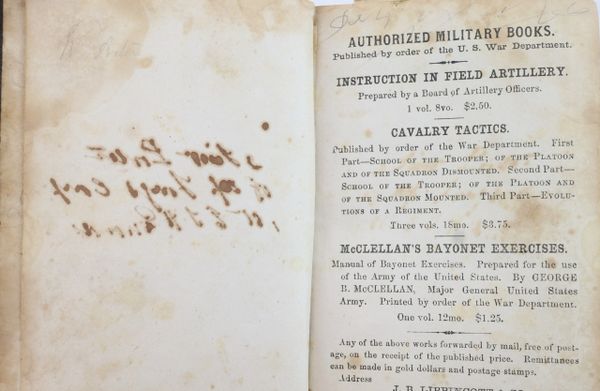 AUTHORIZED MILITARY BOOKS.
Published by order of the U. S. War Department.
INSTRUCTION IN FIELD ARTILLERY.
Prepared by a Board of Artillery Officers.
1 vol. 8vo. $2.50.
CAVALRY TACTICS.
Published by order of the War Department. First
Part—SCHOOL OF THE TROOPER; OF THE PLATOON
AND OF THE SQUADRON DISMOUNTED. Second Part—
SCHOOL OF THE TROOPER; OF THE PLATOON AND
OF THE SQUADRON MOUNTED. Third Part—EVOLU-
TIONS OF A REGIMENT.
Three vols. 18mo. $3.75.
McCLELLAN'S BAYONET EXERCISES.
Manual of Bayonet Exercises. Prepared for the use
of the Army of the United States. By GEORGE
B. McCLELLAN, Major General United States
Army. Printed by order of the War Department.
One vol. 12mo. $1.25.
Any of the above works forwarded by mail, free of post-
age, on the receipt of the published price. Remittances
can be made in gold dollars and postage stamps.
Address
J. B. LIPPINCOTT